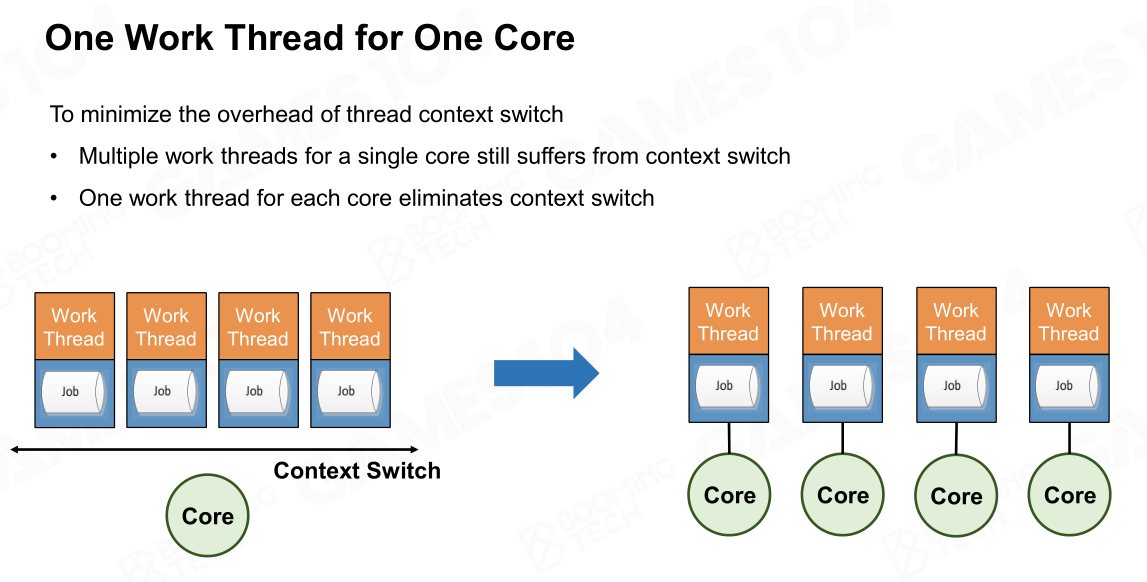 One Work Thread for One Core
To minimize the overhead of thread context switch
• Multiple work threads for a single core still suffers from context switch
• One work thread for each core eliminates context switch
Work Thread
Work Thread
Work Thread
Work Thread
Job
Job
Job
Job
Context Switch
Core
Work Thread
Work Thread
Work Thread
Work Thread
Job
Job
Job
Job
Core
Core
Core
Core
GAMES104
BOOMING TECH